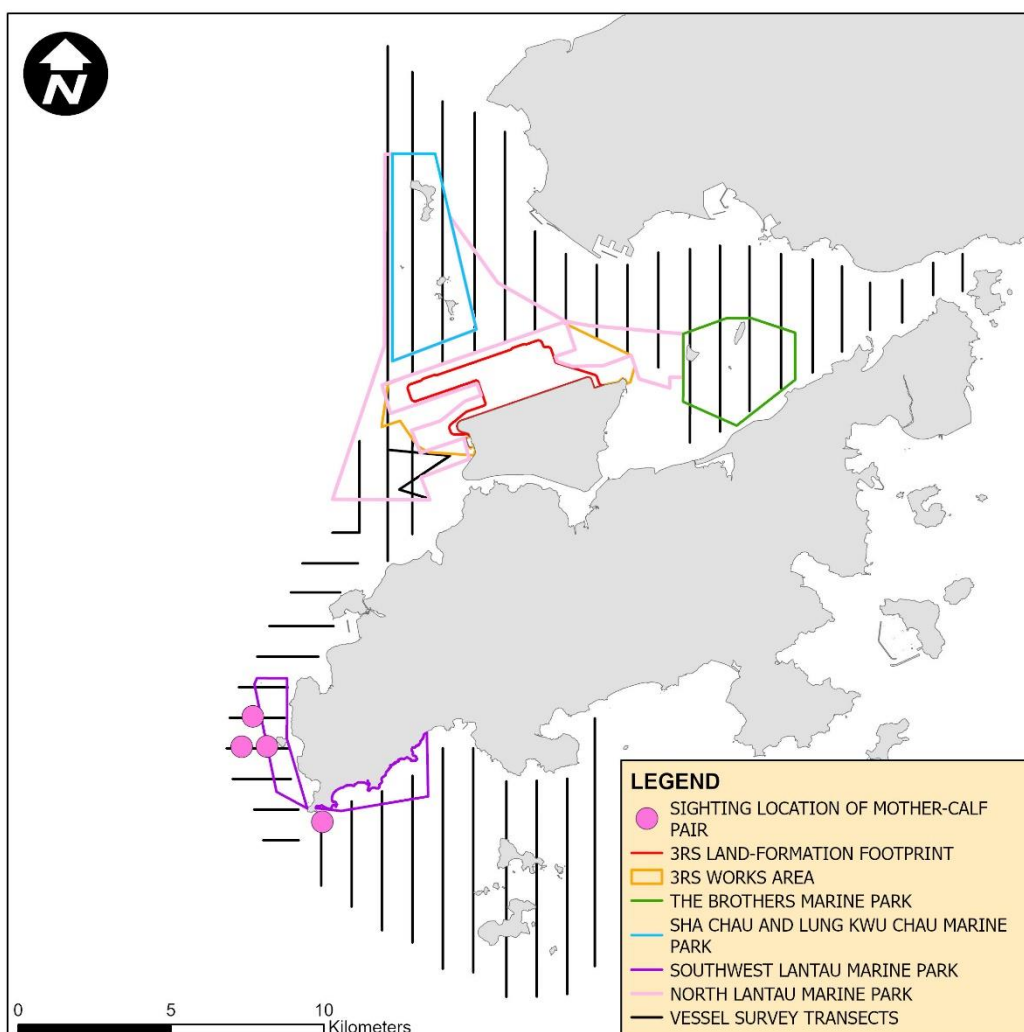 N
LEGEND
SIGHTING LOCATION OF MOTHER-CALF
PAIR
3RS LAND-FORMATION FOOTPRINT
3RS WORKS AREA
THE BROTHERS MARINE PARK
SHA CHAU AND LUNG KWU CHAU MARINE
PARK
SOUTHWEST LANTAU MARINE PARK
NORTH LANTAU MARINE PARK
VESSEL SURVEY TRANSECTS
0 5 10
Kilometers